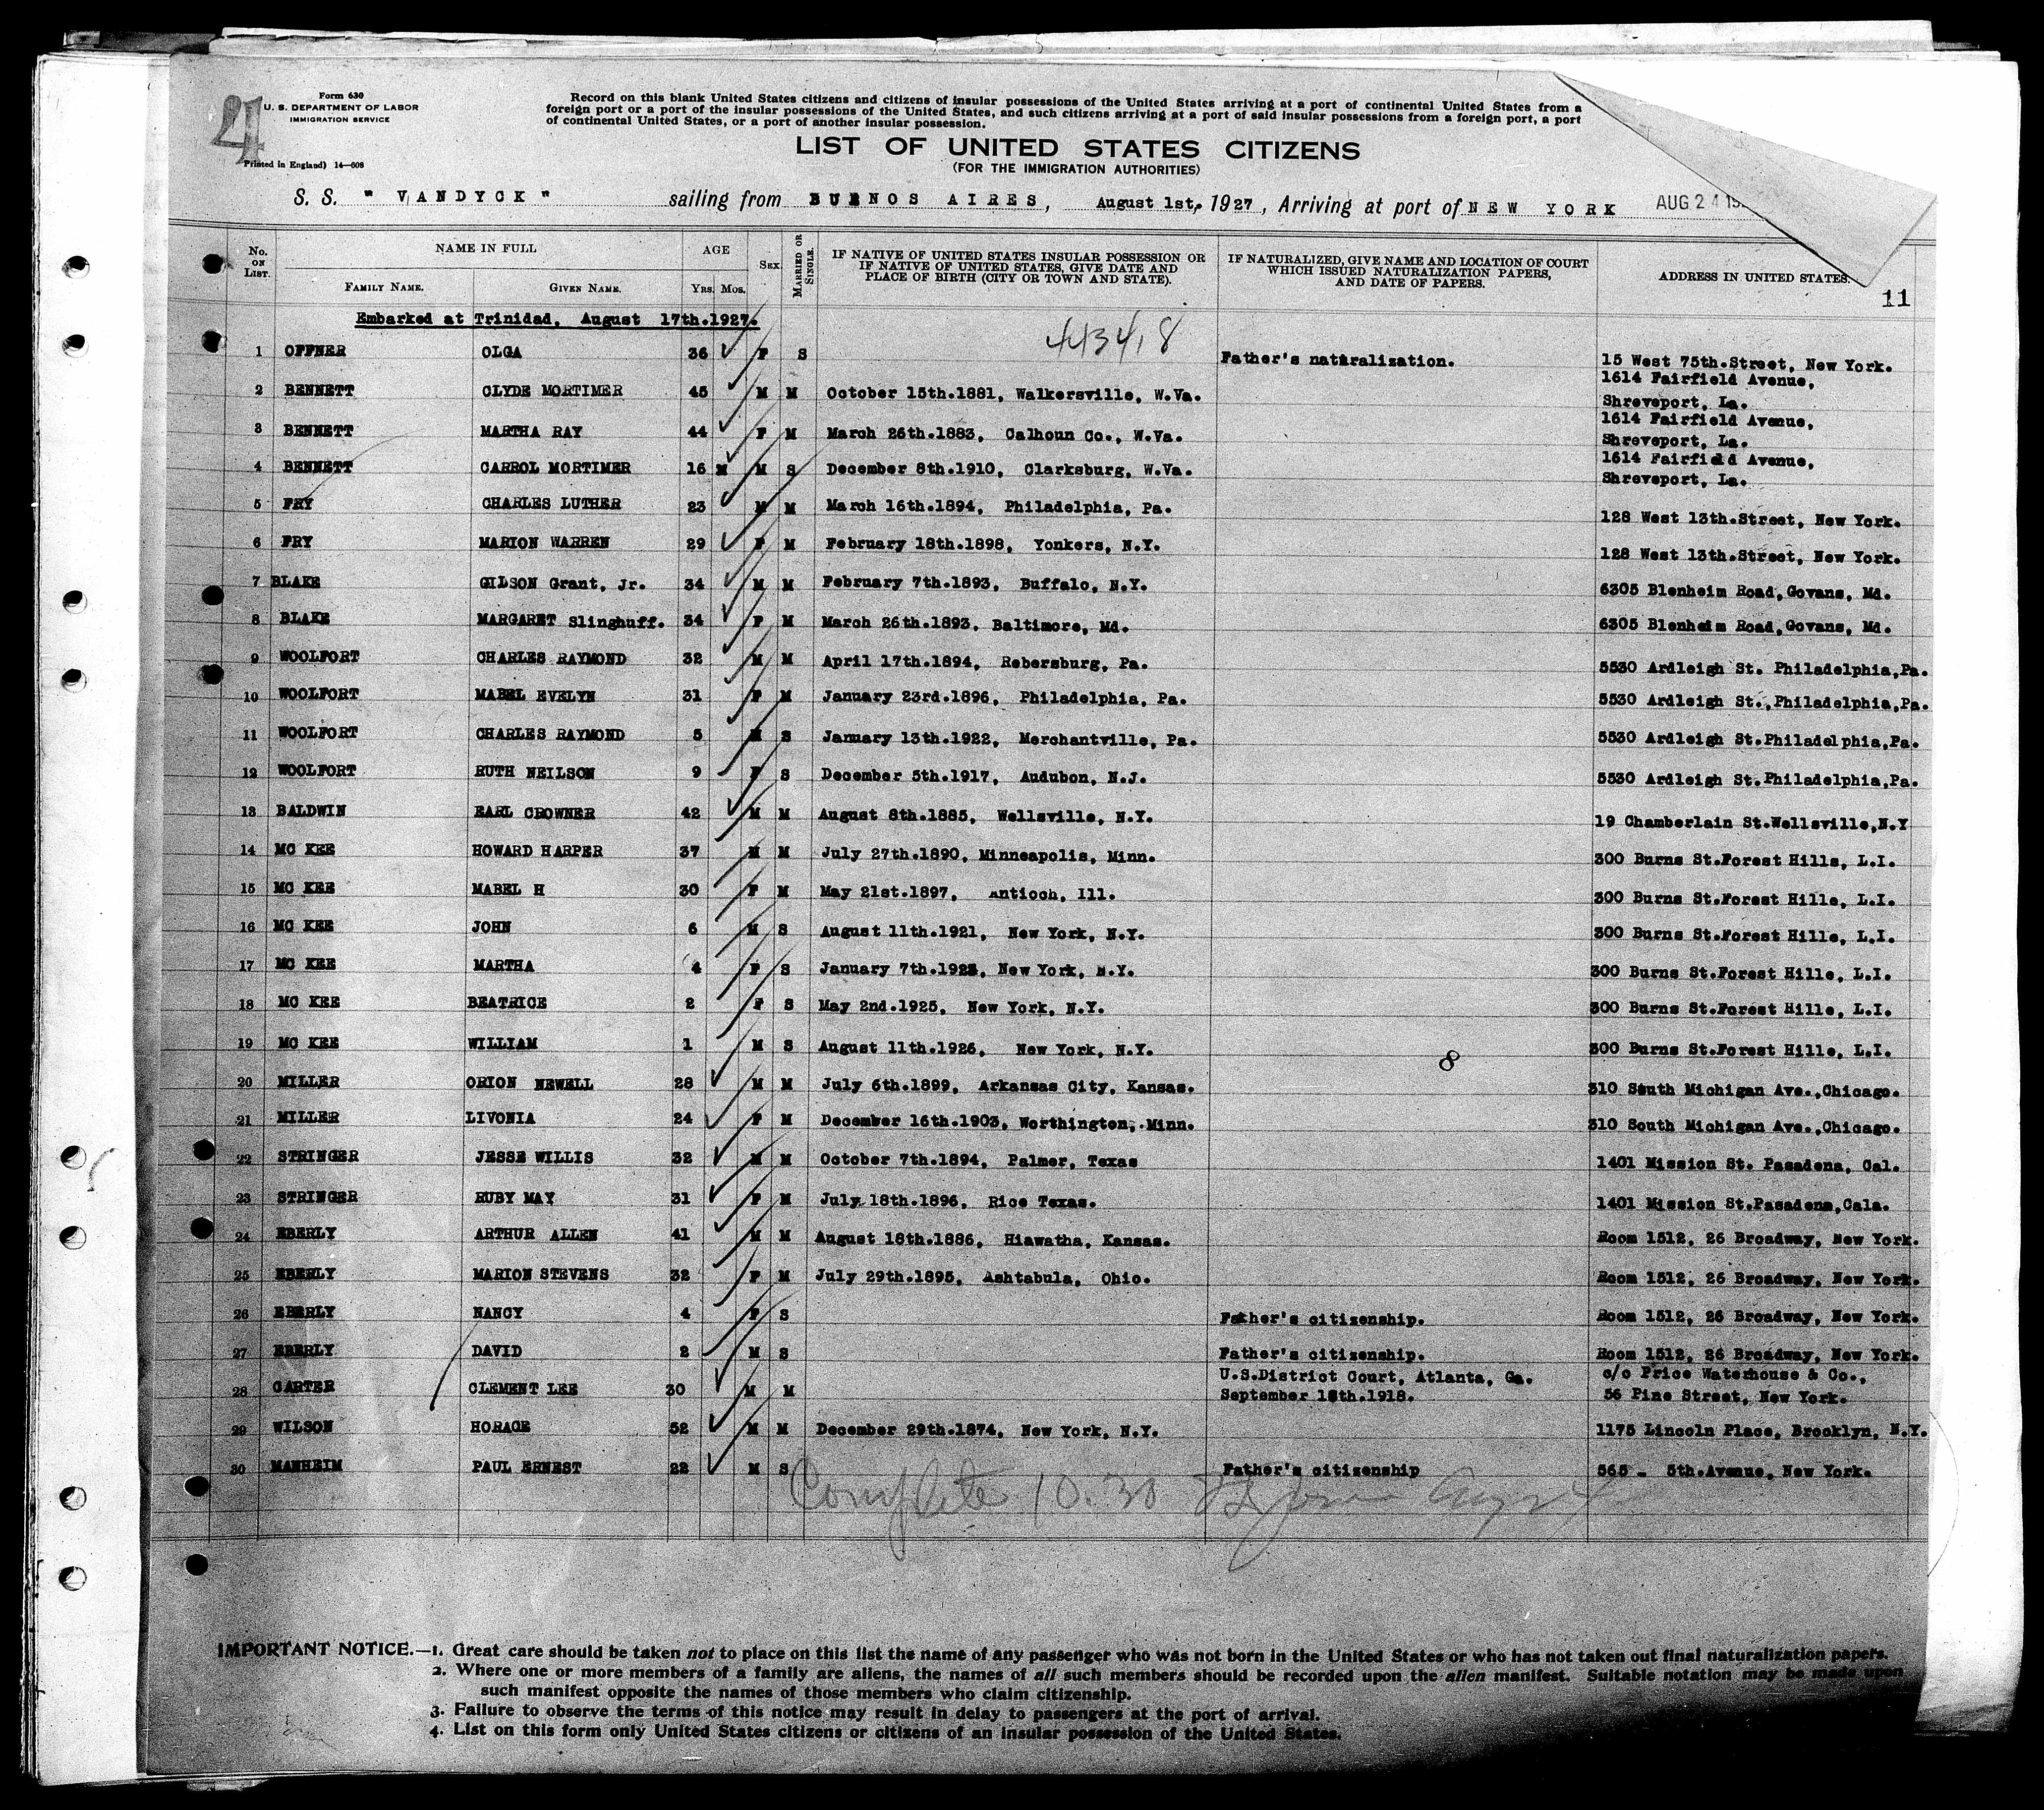 4
Form 630
U. S. DEPARTMENT OF LABOR
IMMIGRATION SERVICE
Printed in England) 14—608
Record on this blank United States citizens and citizens of insular possessions of the United States arriving at a port of continental United States from a
foreign port or a port of the insular possessions of the United States, and such citizens arriving at a port of said insular possessions from a foreign port, a port
of continental United States, or a port of another insular possession.
LIST OF UNITED STATES CITIZENS
(FOR THE IMMIGRATION AUTHORITIES)
S. S. " VANDYCK " sailing from BUENOS AIRES, August 1st, 1927, Arriving at port of NEW YORK AUG 24
No. ON LIST. NAME IN FULL AGE SEX. MARRIED OR SINGLE. IF NATIVE OF UNITED STATES INSULAR POSSESSION OR IF NATIVE OF UNITED STATES, GIVE DATE AND PLACE OF BIRTH (CITY OR TOWN AND STATE). IF NATURALIZED, GIVE NAME AND LOCATION OF COURT WHICH ISSUED NATURALIZATION PAPERS, AND DATE OF PAPERS. ADDRESS IN UNITED STATES.
FAMILY NAME. GIVEN NAME. YRS. MOS. 11
Embarked at Trinidad, August 17th.1927. 44348
1 OFFNER OLGA 36 F S Father's naturalization. 15 West 75th.Street, New York.
2 BENNETT CLYDE MORTIMER 45 M M October 15th.1881, Walkersville, W.Va. 1614 Fairfield Avenue, Shreveport, La.
3 BENNETT MARTHA RAY 44 F M March 26th.1883, Calhoun Co., W.Va. 1614 Fairfield Avenue, Shreveport, La.
4 BENNETT CARROL MORTIMER 16 M M S December 8th.1910, Clarksburg, W.Va. 1614 Fairfield Avenue, Shreveport, La.
5 FRY CHARLES LUTHER 23 M M March 16th.1894, Philadelphia, Pa. 128 West 13th.Street, New York.
6 FRY MARION WARREN 29 F M February 18th.1898, Yonkers, N.Y. 128 West 13th.Street, New York.
7 BLAKE GILSON Grant, Jr. 34 M M February 7th.1893, Buffalo, N.Y. 6305 Blenheim Road,Govans, Md.
8 BLAKE MARGARET Slinghuff. 34 F M March 26th.1893, Baltimore, Md. 6305 Blenheim Road,Govans, Md.
9 WOOLFORT CHARLES RAYMOND 32 M M April 17th.1894, Rebersburg, Pa. 5530 Ardleigh St. Philadelphia,Pa.
10 WOOLFORT MABEL EVELYN 31 F M January 23rd.1896, Philadelphia, Pa. 5530 Ardleigh St.,Philadelphia,Pa.
11 WOOLFORT CHARLES RAYMOND 5 M S January 13th.1922, Merchantville, Pa. 5530 Ardleigh St.Philadelphia,Pa.
12 WOOLFORT RUTH NEILSON 9 F S December 5th.1917, Audubon, N.J. 5530 Ardleigh St.Philadelphia,Pa.
13 BALDWIN EARL CROWNER 42 M M August 8th.1885, Wellsville, N.Y. 19 Chamberlain St.Wellsville,N.Y
14 MC KEE HOWARD HARPER 37 M M July 27th.1890, Minneapolis, Minn. 300 Burns St.Forest Hills, L.I.
15 MC KEE MABEL H 30 F M May 21st.1897, Antioch, Ill. 300 Burns St.Forest Hills, L.I.
16 MC KEE JOHN 6 M S August 11th.1921, New York, N.Y. 300 Burns St.Forest Hills, L.I.
17 MC KEE MARTHA 4 F S January 7th.1923, New York, N.Y. 300 Burns St.Forest Hills, L.I.
18 MC KEE BEATRICE 2 F S May 2nd.1925, New York, N.Y. 300 Burns St.Forest Hills, L.I.
19 MC KEE WILLIAM 1 M S August 11th.1926, New York, N.Y. 8 300 Burns St.Forest Hills, L.I.
20 MILLER ORION NEWELL 28 M M July 6th.1899, Arkansas City, Kansas. 310 South Michigan Ave.,Chicago.
21 MILLER LIVONIA 24 F M December 16th.1903, Worthington, Minn. 310 South Michigan Ave.,Chicago.
22 STRINGER JESSE WILLIS 32 M M October 7th.1894, Palmer, Texas 1401 Mission St. Pasadena, Cal.
23 STRINGER RUBY MAY 31 F M July 18th.1896, Rice Texas. 1401 Mission St.Pasadena,Cala.
24 EBERLY ARTHUR ALLEN 41 M M August 18th.1886, Hiawatha, Kansas. Room 1512, 26 Broadway, New York.
25 EBERLY MARION STEVENS 32 F M July 29th.1895, Ashtabula, Ohio. Room 1512, 26 Broadway, New York.
26 EBERLY NANCY 4 F S Father's citizenship. Room 1512, 26 Broadway, New York.
27 EBERLY DAVID 2 M S Father's citizenship. Room 1512, 26 Broadway, New York.
28 CARTER CLEMENT LEE 30 M M U.S.District Court, Atlanta, Ga. September 18th.1918. c/o Price Waterhouse & Co., 56 Pine Street, New York.
29 WILSON HORACE 52 M M December 29th.1874, New York, N.Y. 1175 Lincoln Place, Brooklyn, N.Y.
30 MANHEIM PAUL ERNEST 22 M S Father's citizenship 565 - 5th.Avenue, New York.
Complete 10.30
IMPORTANT NOTICE.—1. Great care should be taken not to place on this list the name of any passenger who was not born in the United States or who has not taken out final naturalization papers.
2. Where one or more members of a family are aliens, the names of all such members should be recorded upon the alien manifest. Suitable notation may be made upon
such manifest opposite the names of those members who claim citizenship.
3. Failure to observe the terms of this notice may result in delay to passengers at the port of arrival.
4. List on this form only United States citizens or citizens of an insular possession of the United States.